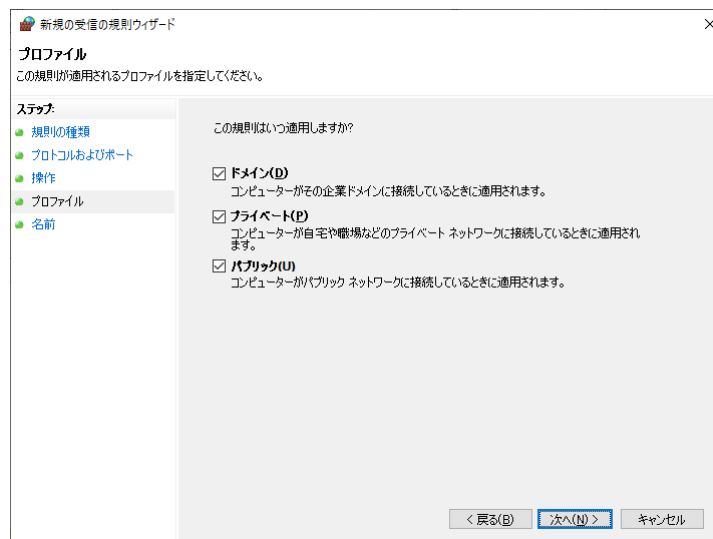 新規の受信の規則ウィザード
プロファイル
この規則が適用されるプロファイルを指定してください。
ステップ:
規則の種類
プロトコルおよびポート
操作
プロファイル
名前
この規則はいつ適用しますか?
ドメイン(D)
コンピューターがその企業ドメインに接続しているときに適用されます。
プライベート(P)
コンピューターが自宅や職場などのプライベート ネットワークに接続しているときに適用され
ます。
パブリック(U)
コンピューターがパブリック ネットワークに接続しているときに適用されます。
< 戻る(B)
次へ(N) >
キャンセル